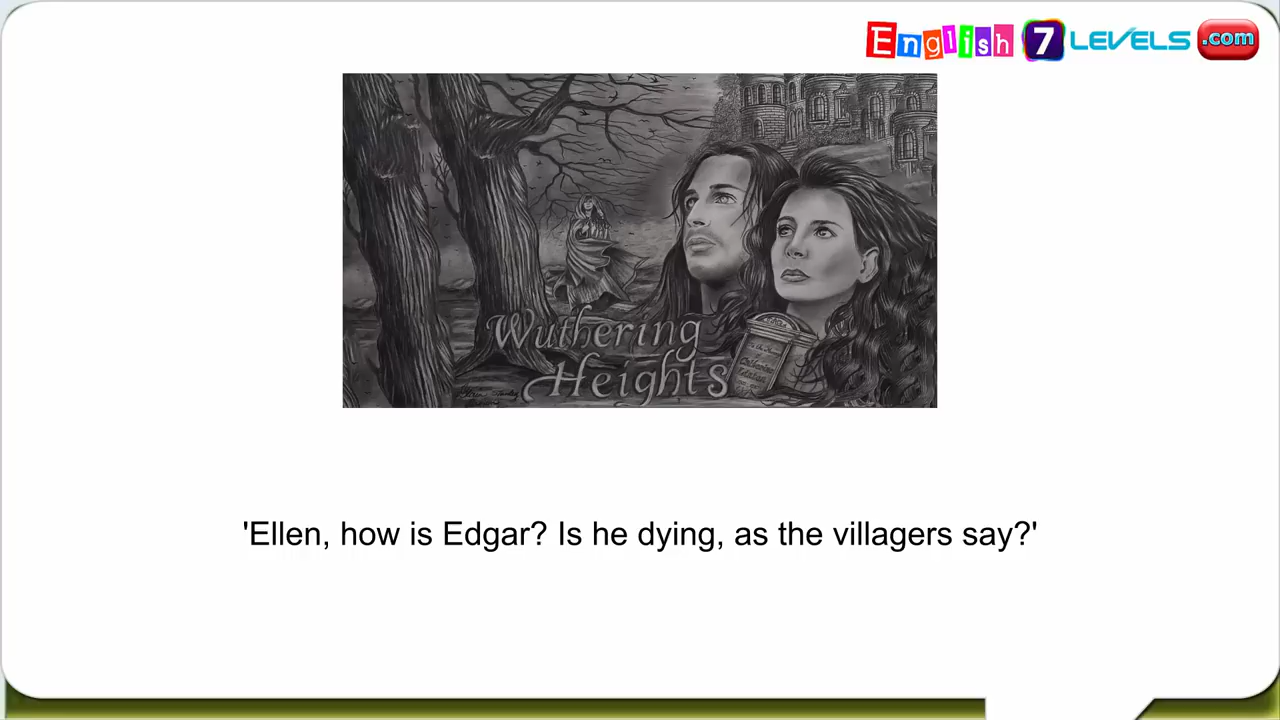 English 7 LEVELS .com
Wuthering
Heights
'Ellen, how is Edgar? Is he dying, as the villagers say?'